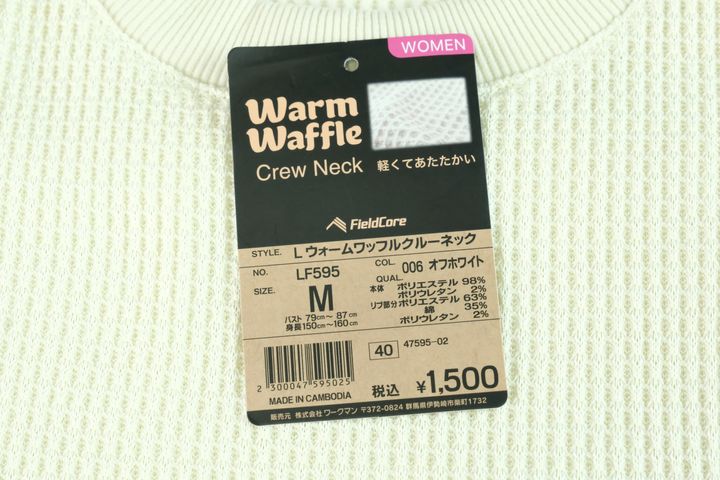 WOMEN
Warm
Waffle
Crew Neck 軽くてあたたかい
FieldCore
STYLE. L ウォームワッフルクルーネック
NO. LF595
COL. 006 オフホワイト
SIZE. M
バスト 79cm～ 87cm
身長150cm～160cm
QUAL.
本体 ポリエステル 98%
ポリウレタン 2%
リブ部分 ポリエステル 63%
綿 35%
ポリウレタン 2%
40 47595-02
2 300047 595025
税込 ¥1,500
MADE IN CAMBODIA
販売元 株式会社 ワークマン 〒372-0824 群馬県伊勢崎市柴町1732